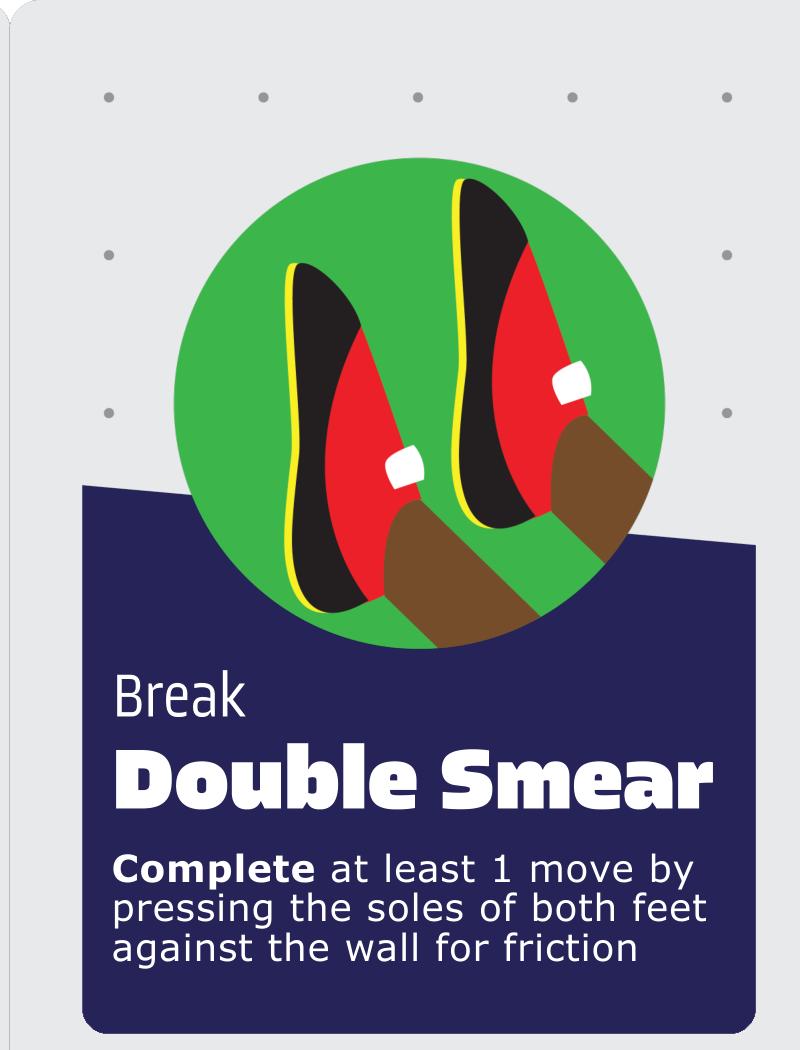 Break
Double Smear
Complete at least 1 move by
pressing the soles of both feet
against the wall for friction